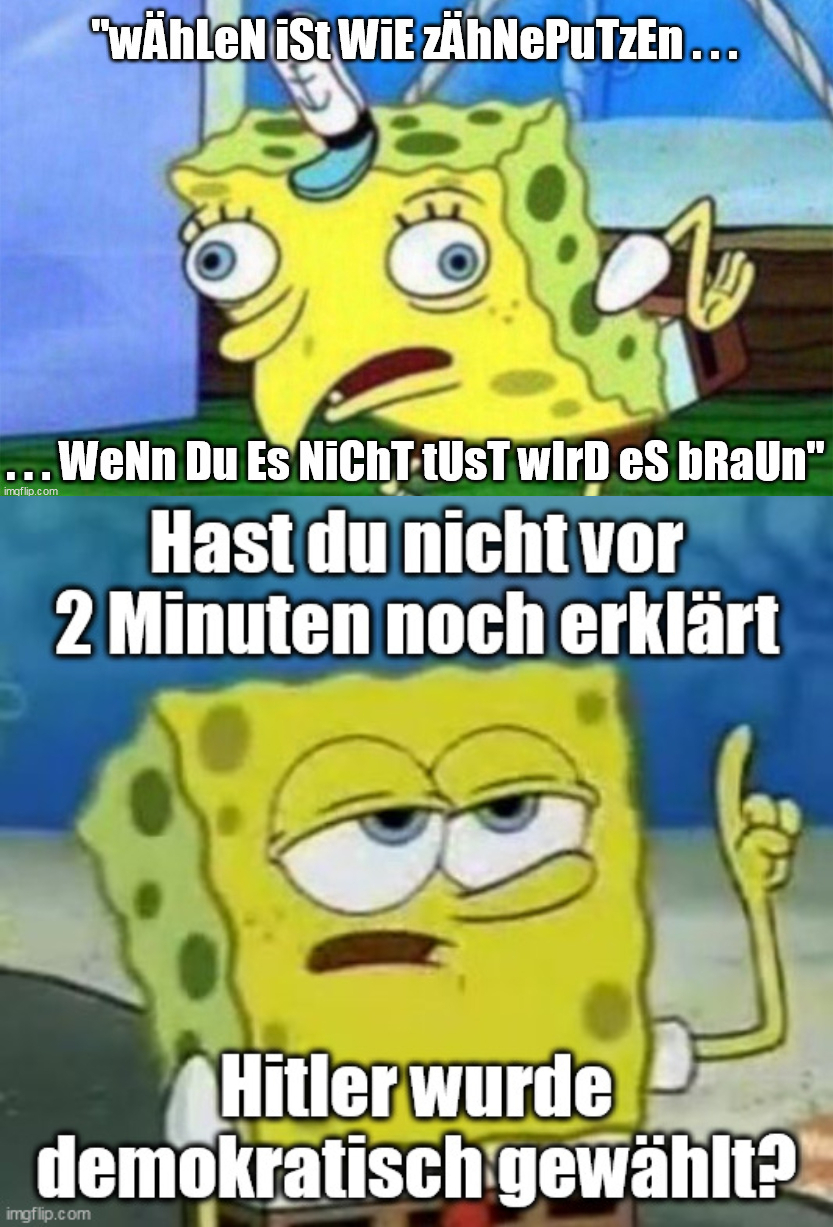 "wÄhLeN iSt WiE zÄhNePuTzEn . . .
. . . WeNn Du Es NiChT tUsT wIrD eS bRaUn"
imgflip.com
Hast du nicht vor
2 Minuten noch erklärt
Hitler wurde
demokratisch gewählt?
imgflip.com